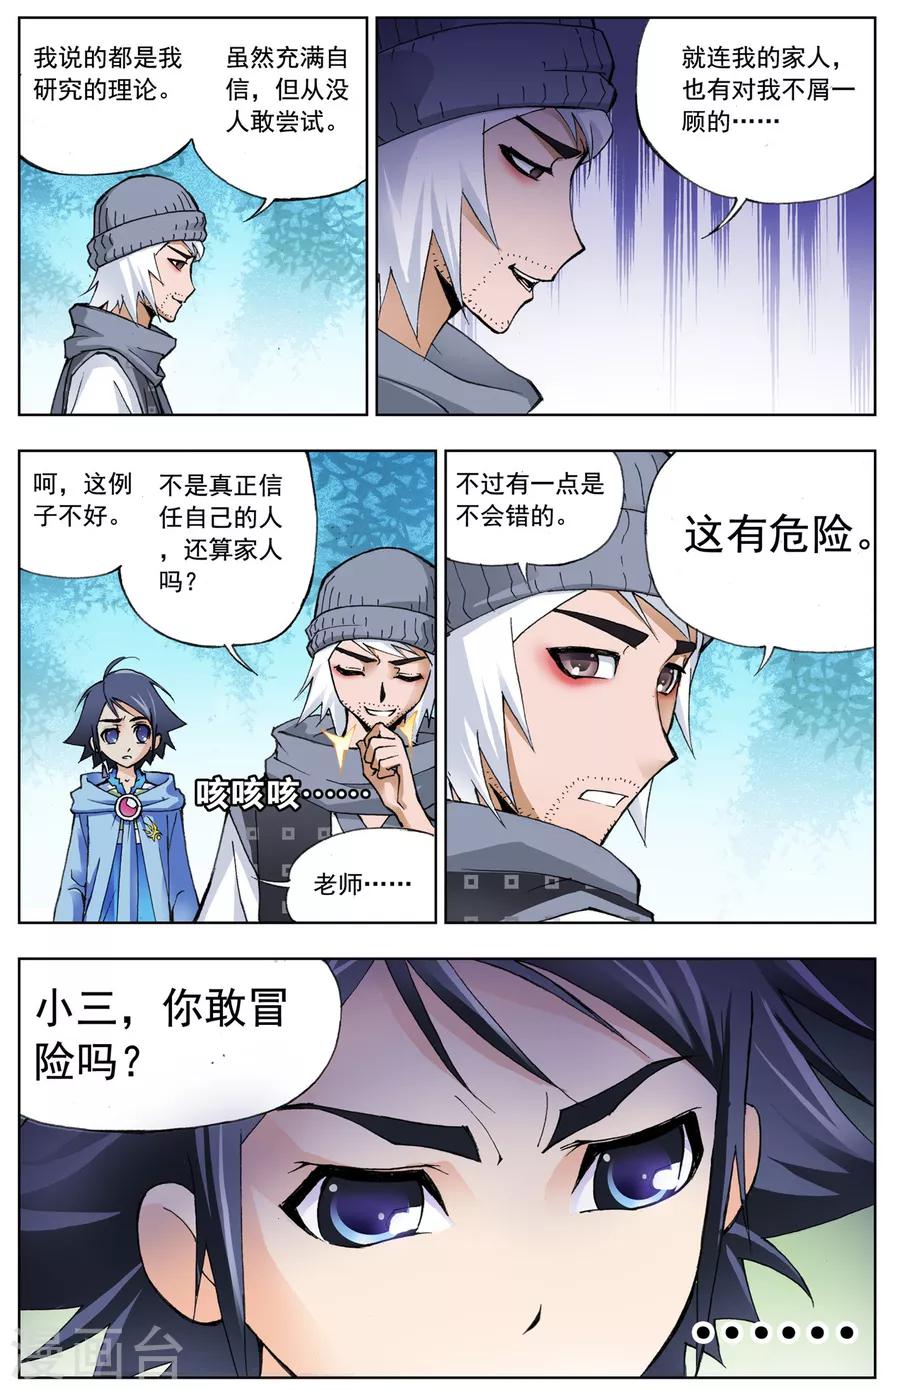 我说的都是我
研究的理论。
虽然充满自
信，但从没
人敢尝试。
就连我的家人，
也有对我不屑一
顾的……
呵，这例
子不好。
不是真正信
任自己的人
，还算家人
吗？
咳咳咳……
老师……
不过有一点是
不会错的。
这有危险。
小三，你敢冒
险吗？
……
漫画台